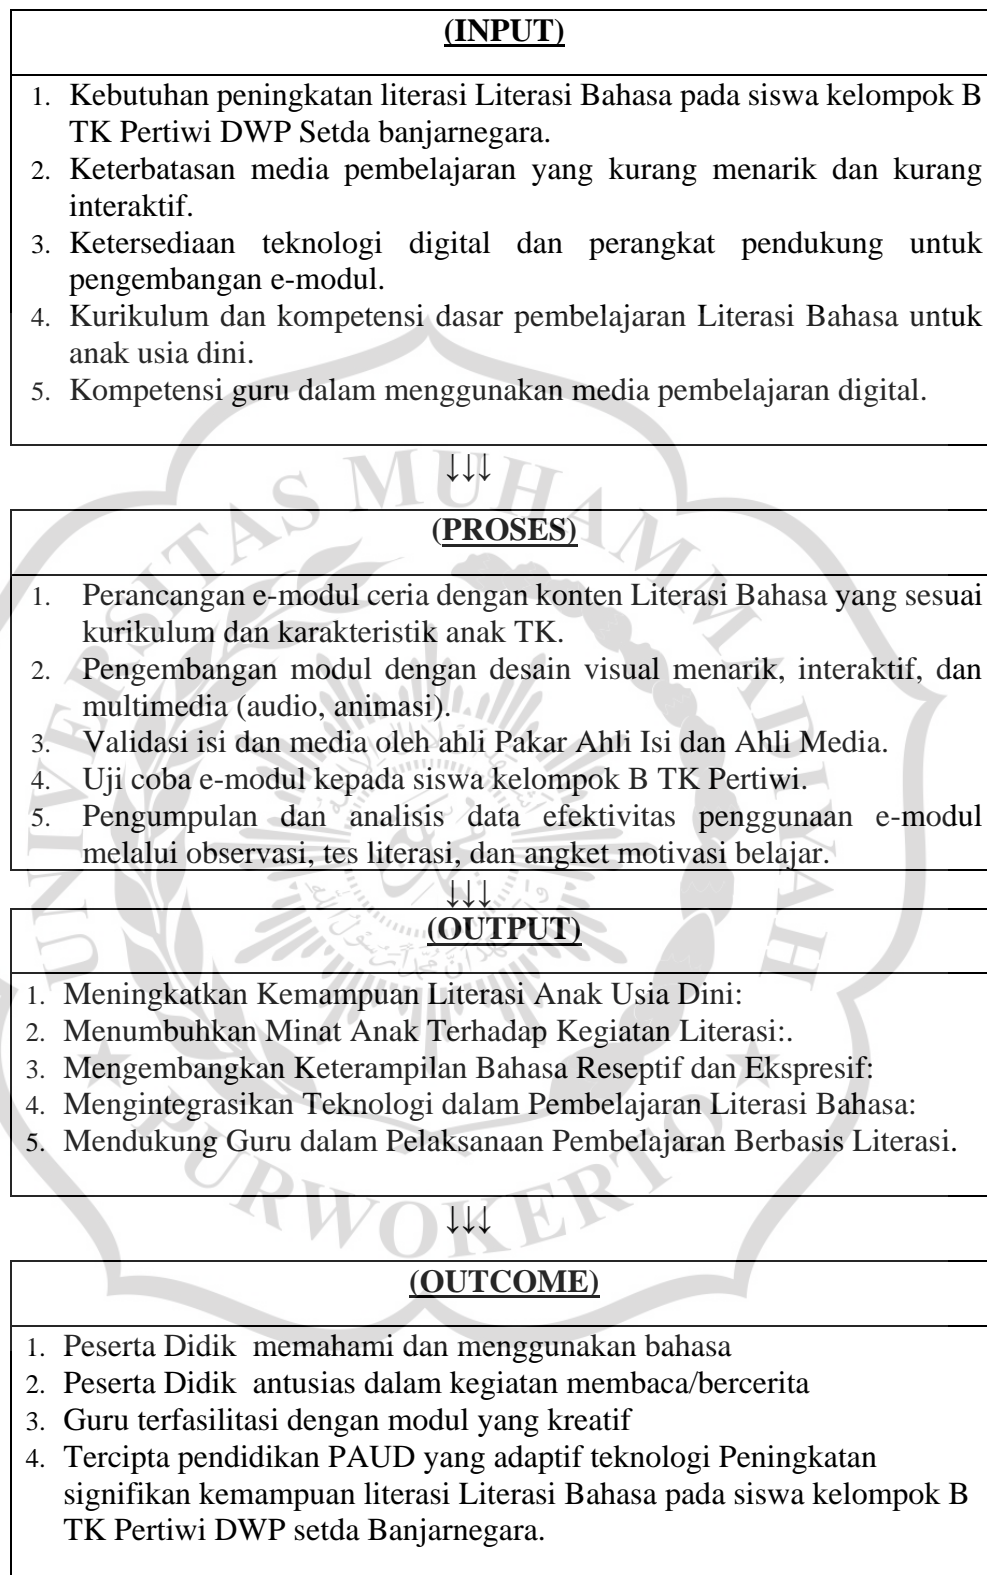 (INPUT)
1. Kebutuhan peningkatan literasi Literasi Bahasa pada siswa kelompok B
TK Pertiwi DWP Setda banjarnegara.
2. Keterbatasan media pembelajaran yang kurang menarik dan kurang
interaktif.
3. Ketersediaan teknologi digital dan perangkat pendukung untuk
pengembangan e-modul.
4. Kurikulum dan kompetensi dasar pembelajaran Literasi Bahasa untuk
anak usia dini.
5. Kompetensi guru dalam menggunakan media pembelajaran digital.
↓↓↓
(PROSES)
1. Perancangan e-modul ceria dengan konten Literasi Bahasa yang sesuai
kurikulum dan karakteristik anak TK.
2. Pengembangan modul dengan desain visual menarik, interaktif, dan
multimedia (audio, animasi).
3. Validasi isi dan media oleh ahli Pakar Ahli Isi dan Ahli Media.
4. Uji coba e-modul kepada siswa kelompok B TK Pertiwi.
5. Pengumpulan dan analisis data efektivitas penggunaan e-modul
melalui observasi, tes literasi, dan angket motivasi belajar.
↓↓↓
(OUTPUT)
1. Meningkatkan Kemampuan Literasi Anak Usia Dini:
2. Menumbuhkan Minat Anak Terhadap Kegiatan Literasi:.
3. Mengembangkan Keterampilan Bahasa Reseptif dan Ekspresif:
4. Mengintegrasikan Teknologi dalam Pembelajaran Literasi Bahasa:
5. Mendukung Guru dalam Pelaksanaan Pembelajaran Berbasis Literasi.
↓↓↓
(OUTCOME)
1. Peserta Didik  memahami dan menggunakan bahasa
2. Peserta Didik  antusias dalam kegiatan membaca/bercerita
3. Guru terfasilitasi dengan modul yang kreatif
4. Tercipta pendidikan PAUD yang adaptif teknologi Peningkatan
signifikan kemampuan literasi Literasi Bahasa pada siswa kelompok B
TK Pertiwi DWP setda Banjarnegara.
UNIVERSITAS MUHAMMADIYAH
PURWOKERTO